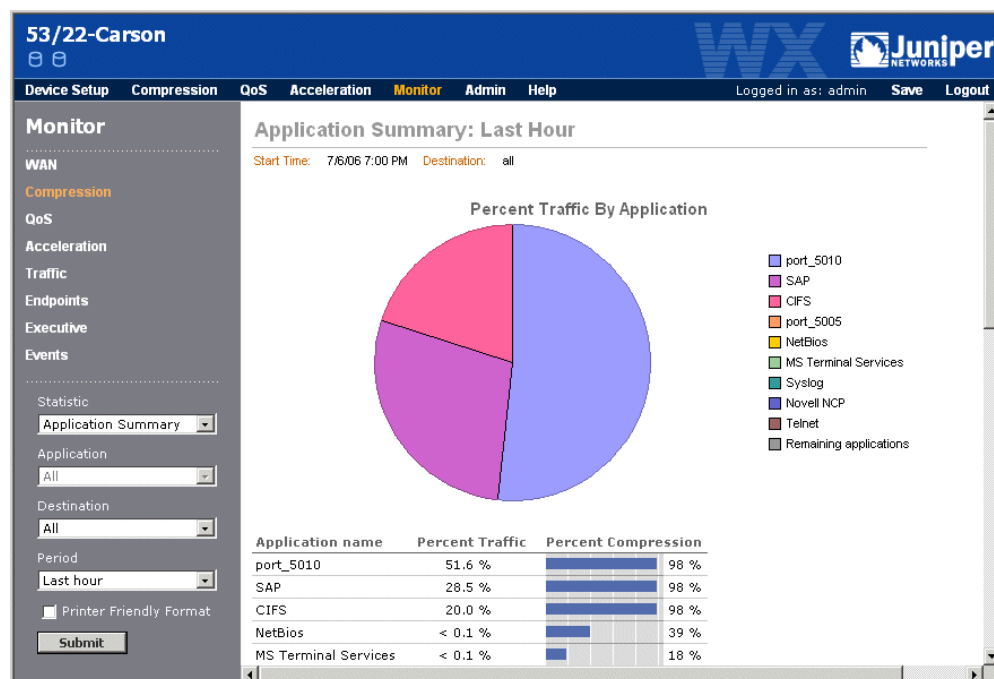 53/22-Carson
WX
Juniper
NETWORKS
Device Setup Compression QoS Acceleration Monitor Admin Help Logged in as: admin Save Logout
Monitor
WAN
Compression
QoS
Acceleration
Traffic
Endpoints
Executive
Events
Statistic
Application Summary
Application
All
Destination
All
Period
Last hour
Printer Friendly Format
Submit
Application Summary: Last Hour
Start Time: 7/6/06 7:00 PM Destination: all
Percent Traffic By Application
port_5010
SAP
CIFS
port_5005
NetBios
MS Terminal Services
Syslog
Novell NCP
Telnet
Remaining applications
Application name Percent Traffic Percent Compression
port_5010 51.6 % 98 %
SAP 28.5 % 98 %
CIFS 20.0 % 98 %
NetBios < 0.1 % 39 %
MS Terminal Services < 0.1 % 18 %